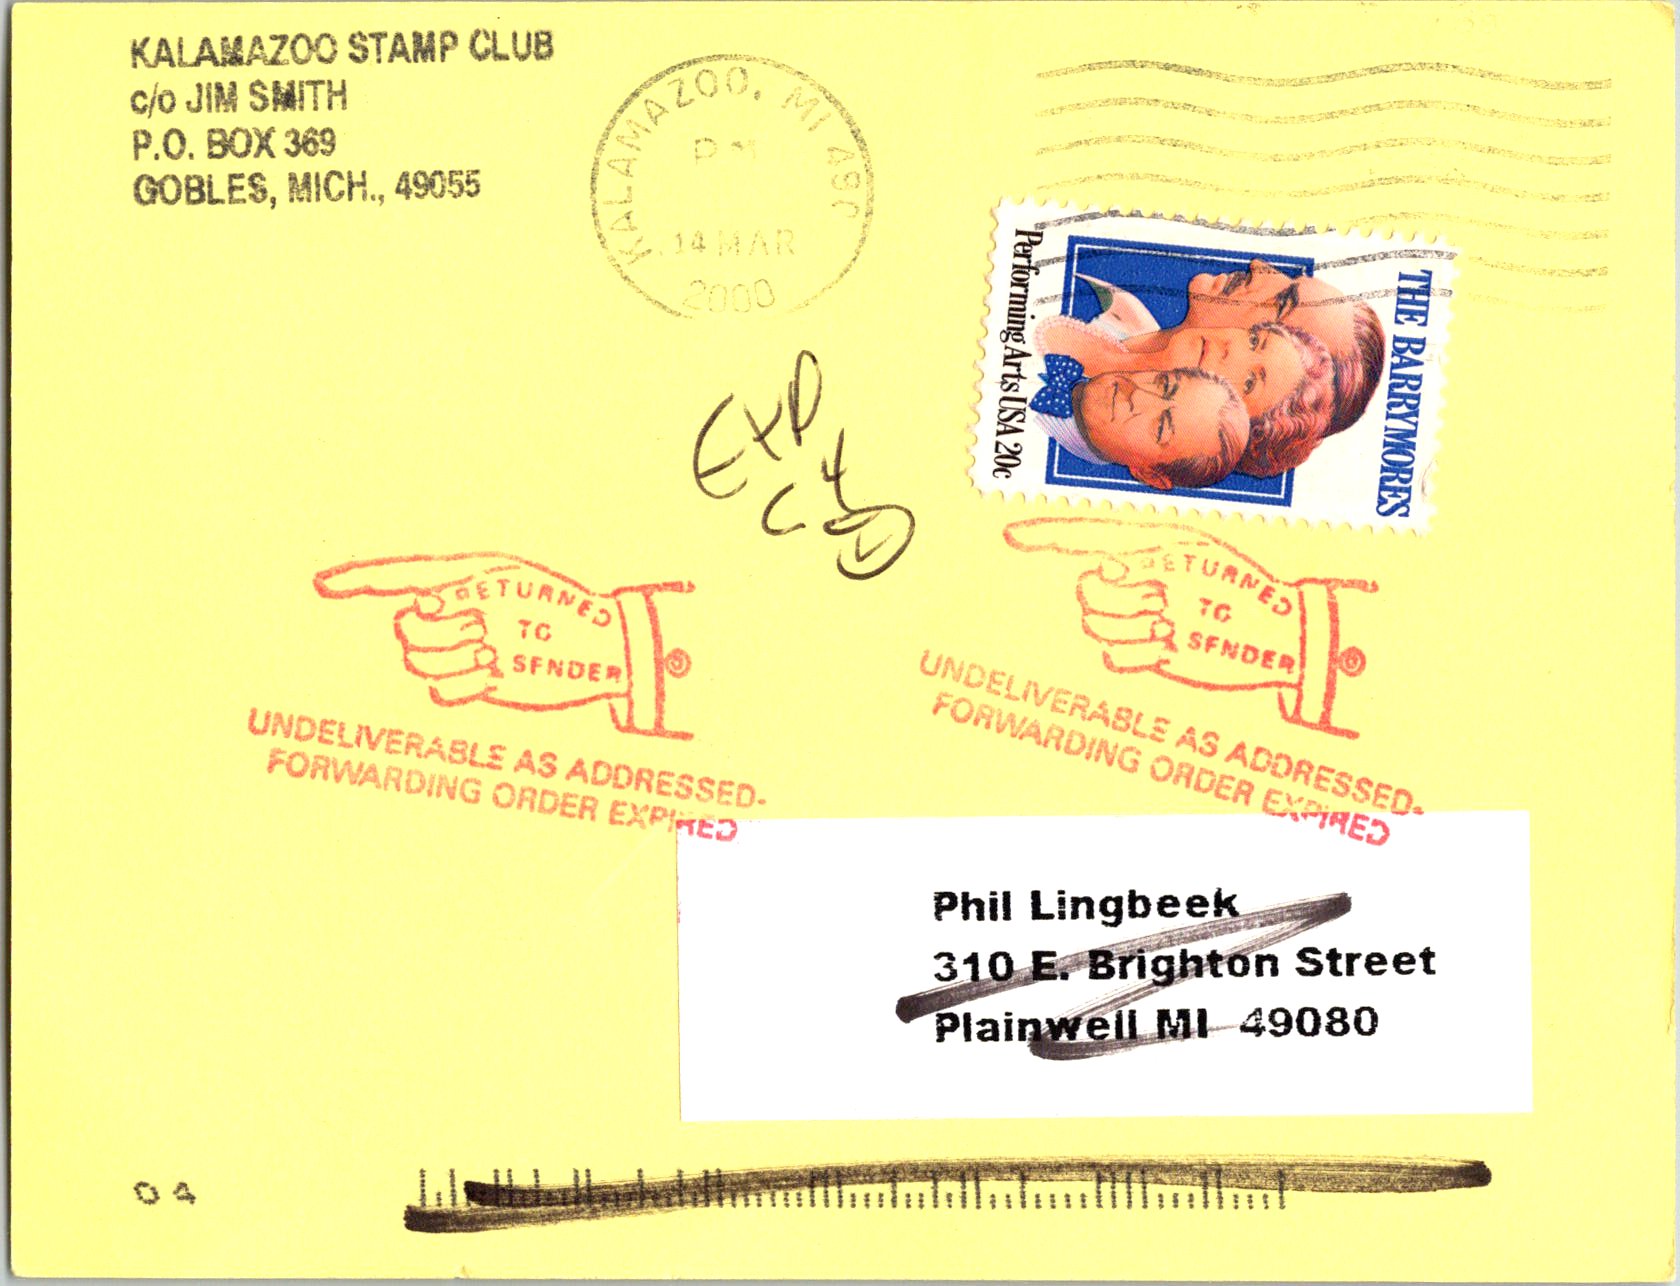 KALAMAZOO STAMP CLUB
c/o JIM SMITH
P.O. BOX 369
GOBLES, MICH., 49055
KALAMAZOO, MI 490
PM
14 MAR
2000
THE BARRYMORES
Performing Arts USA 20c
EXP
RETURNED
TO
SENDER
UNDELIVERABLE AS ADDRESSED-
FORWARDING ORDER EXPIRED
RETURNED
TO
SENDER
UNDELIVERABLE AS ADDRESSED-
FORWARDING ORDER EXPIRED
Phil Lingbeek
310 E. Brighton Street
Plainwell MI 49080
04